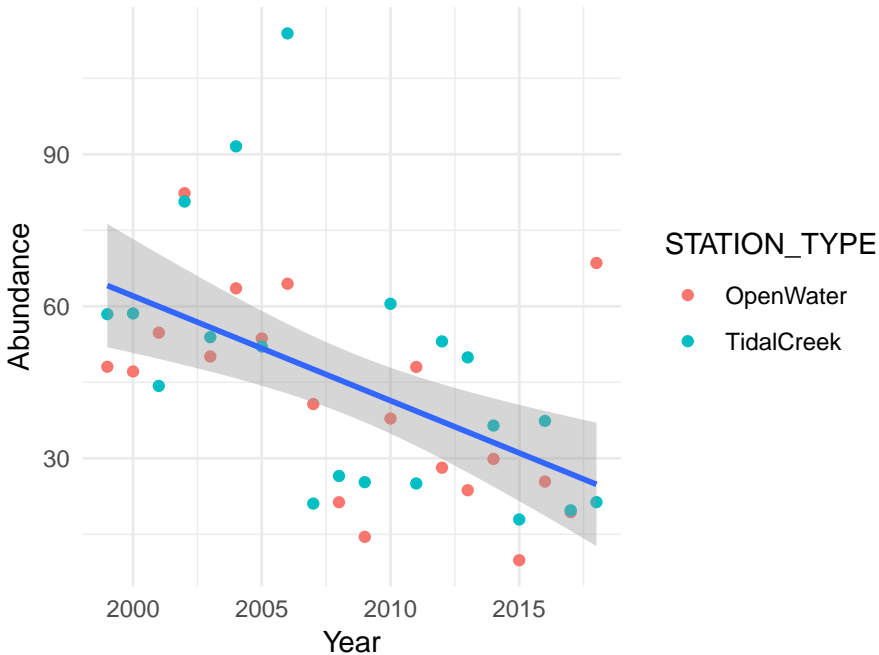 90
60
30
Abundance
2000 2005 2010 2015
Year
STATION_TYPE
OpenWater
TidalCreek